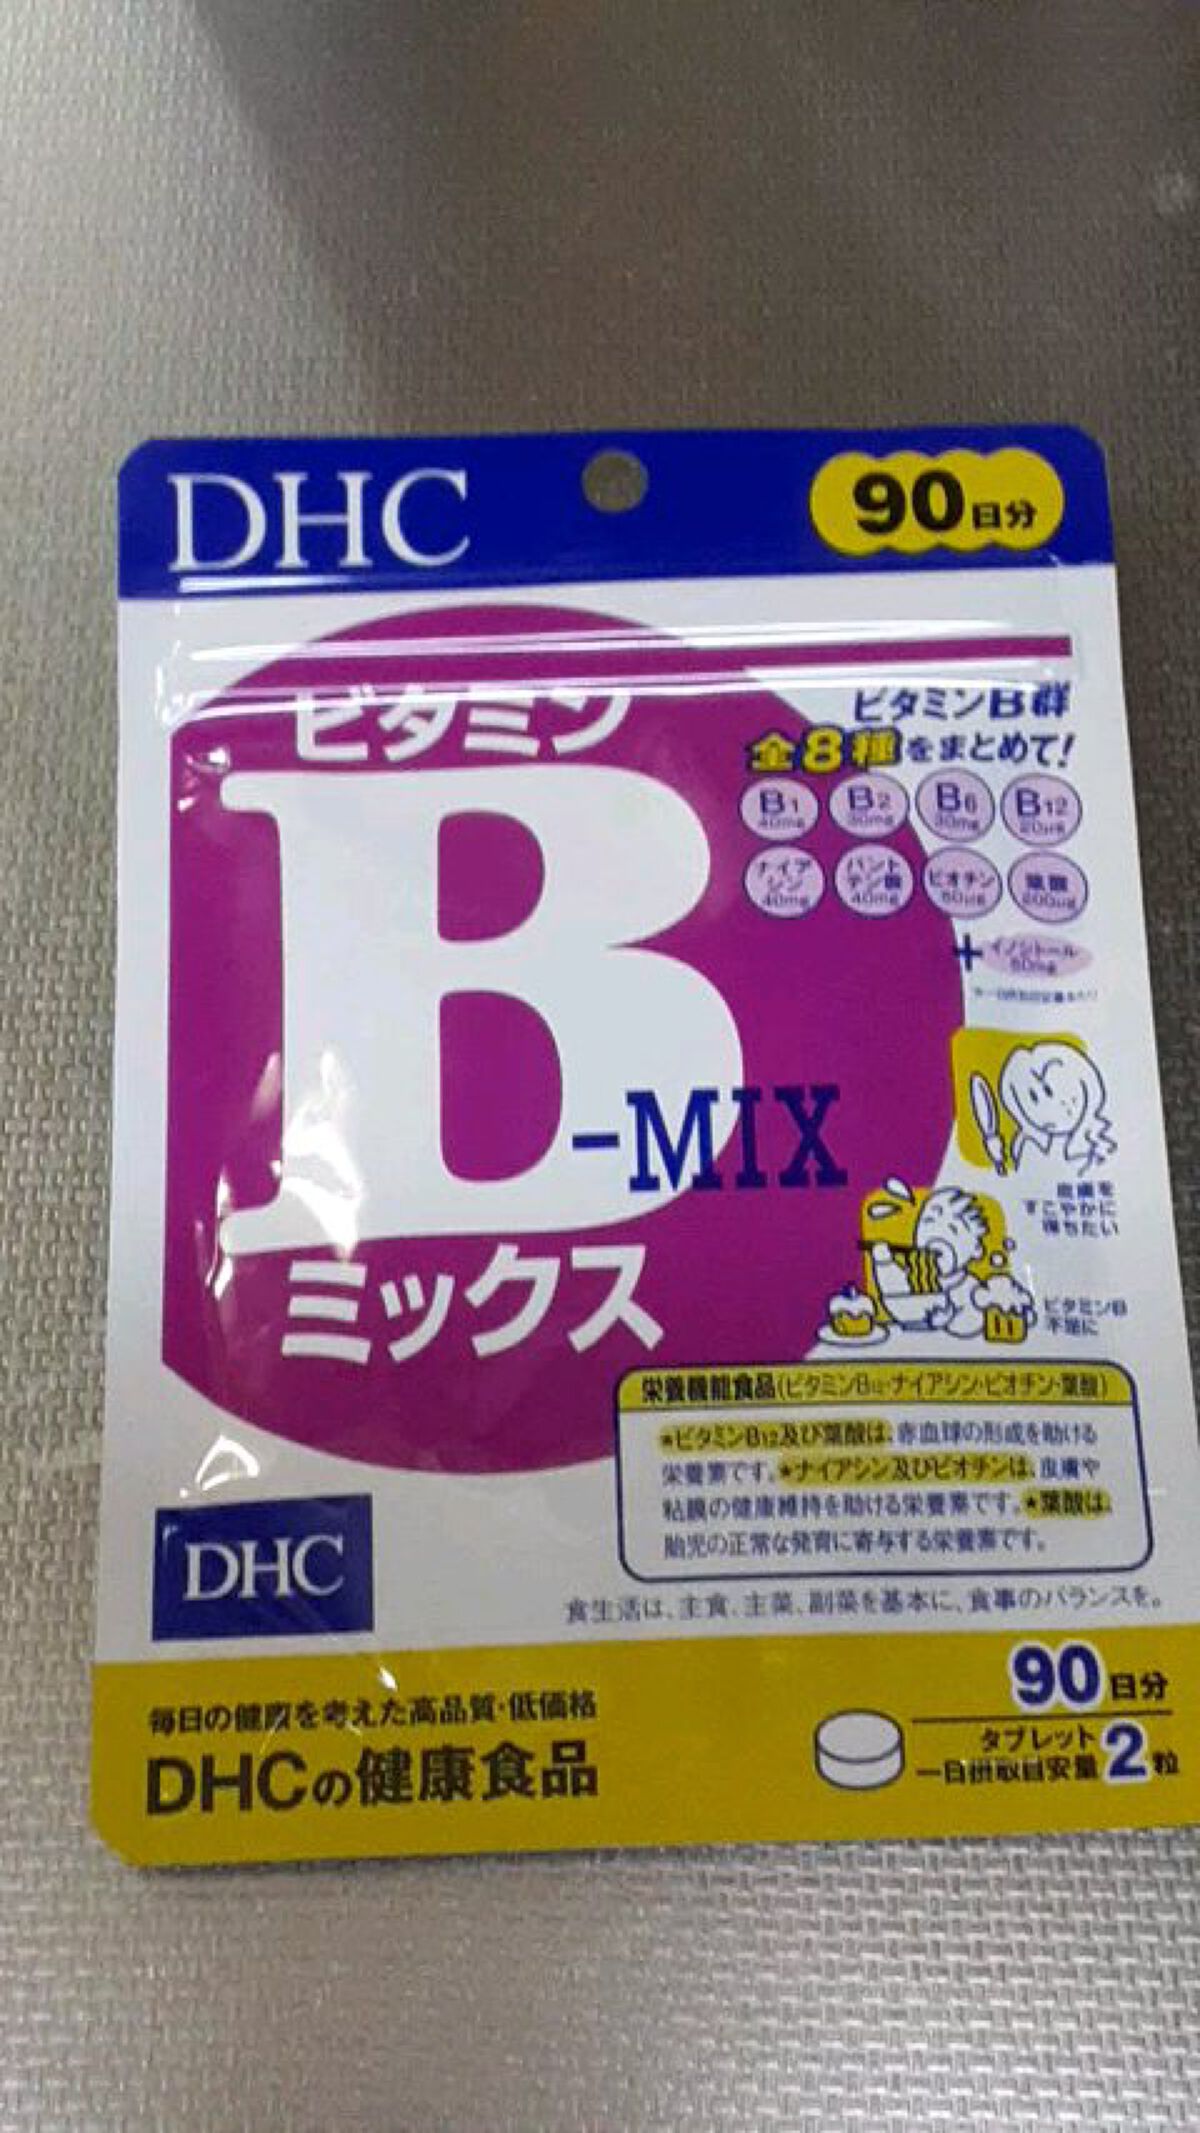 DHC
90日分
ビタミン
B
-MIX
ミックス
ビタミンB群
全8種をまとめて!
B1 40mg
B2 30mg
B6 30mg
B12 20μg
ナイアシン 40mg
パントテン酸 40mg
ビオチン 50μg
葉酸 200μg
+イノシトール 50mg
皮膚を
すこやかに
保ちたい
ビタミンB
不足に
栄養機能食品(ビタミンB12・ナイアシン・ビオチン・葉酸)
★ビタミンB12及び葉酸は、赤血球の形成を助ける
栄養素です。★ナイアシン及びビオチンは、皮膚や
粘膜の健康維持を助ける栄養素です。★葉酸は、
胎児の正常な発育に寄与する栄養素です。
DHC
食生活は、主食、主菜、副菜を基本に、食事のバランスを。
毎日の健康を考えた高品質・低価格
DHCの健康食品
90日分
タブレット
一日摂取目安量2粒